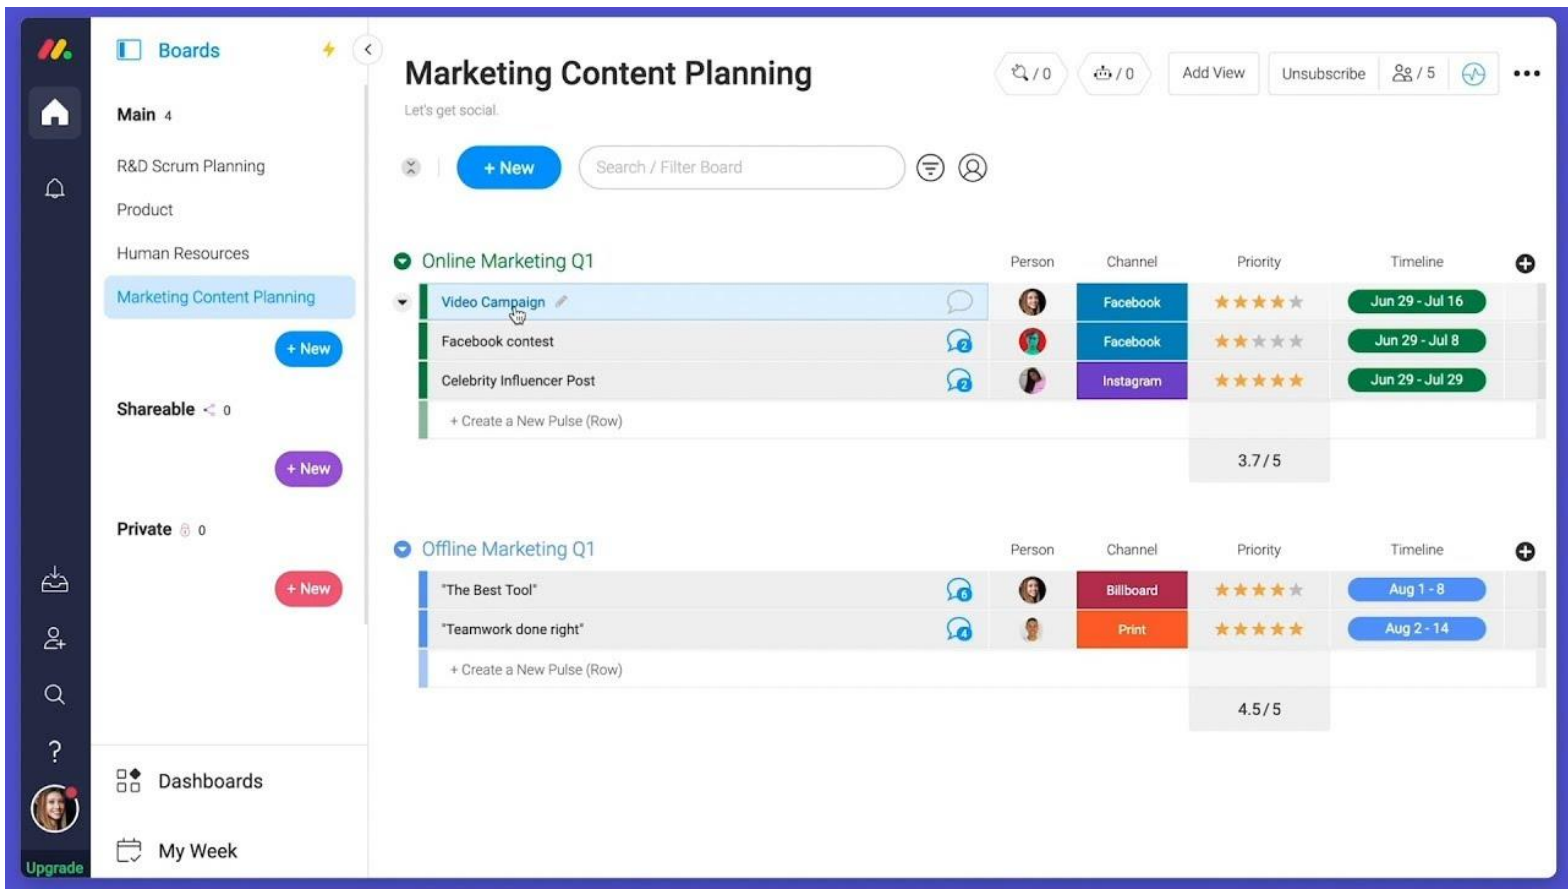 Boards
Main 4
R&D Scrum Planning
Product
Human Resources
Marketing Content Planning
+ New
Shareable 0
+ New
Private 0
+ New
Dashboards
My Week
?
Upgrade
Marketing Content Planning
Let's get social.
/ 0
/ 0
Add View
Unsubscribe
/ 5
+ New
Search / Filter Board
Online Marketing Q1 Person Channel Priority Timeline
Video Campaign Facebook Jun 29 - Jul 16
Facebook contest 2 Facebook Jun 29 - Jul 8
Celebrity Influencer Post 2 Instagram Jun 29 - Jul 29
+ Create a New Pulse (Row)
3.7 / 5
Offline Marketing Q1 Person Channel Priority Timeline
"The Best Tool" 6 Billboard Aug 1 - 8
"Teamwork done right" 4 Print Aug 2 - 14
+ Create a New Pulse (Row)
4.5 / 5